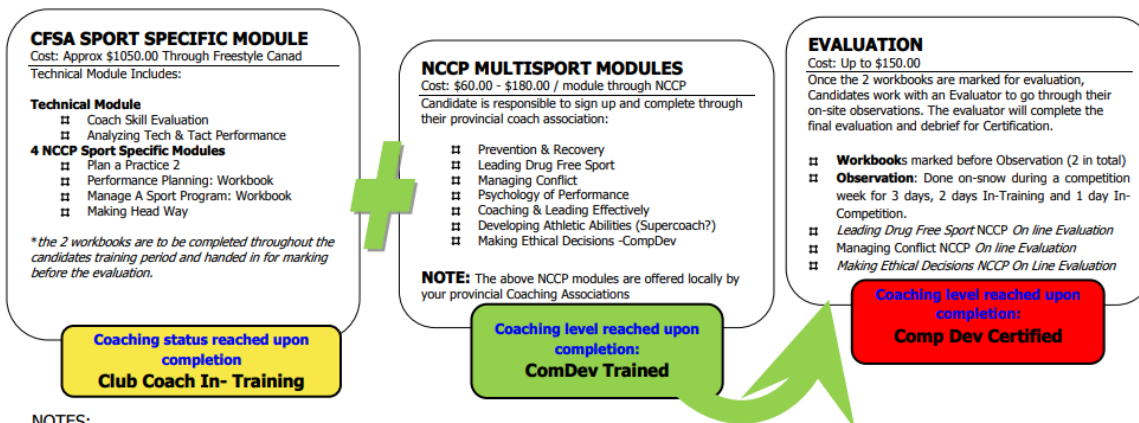 CFSA SPORT SPECIFIC MODULE
Cost: Approx $1050.00 Through Freestyle Canad
Technical Module Includes:
Technical Module
¤ Coach Skill Evaluation
¤ Analyzing Tech & Tact Performance
4 NCCP Sport Specific Modules
¤ Plan a Practice 2
¤ Performance Planning: Workbook
¤ Manage A Sport Program: Workbook
¤ Making Head Way
*the 2 workbooks are to be completed throughout the
candidates training period and handed in for marking
before the evaluation.
Coaching status reached upon
completion
Club Coach In- Training
NCCP MULTISPORT MODULES
Cost: $60.00 - $180.00 / module through NCCP
Candidate is responsible to sign up and complete through
their provincial coach association:
¤ Prevention & Recovery
¤ Leading Drug Free Sport
¤ Managing Conflict
¤ Psychology of Performance
¤ Coaching & Leading Effectively
¤ Developing Athletic Abilities (Supercoach?)
¤ Making Ethical Decisions -CompDev
NOTE: The above NCCP modules are offered locally by
your provincial Coaching Associations
Coaching level reached upon
completion:
ComDev Trained
EVALUATION
Cost: Up to $150.00
Once the 2 workbooks are marked for evaluation,
Candidates work with an Evaluator to go through their
on-site observations. The evaluator will complete the
final evaluation and debrief for Certification.
¤ Workbooks marked before Observation (2 in total)
¤ Observation: Done on-snow during a competition
week for 3 days, 2 days In-Training and 1 day In-
Competition.
¤ Leading Drug Free Sport NCCP On line Evaluation
¤ Managing Conflict NCCP On line Evaluation
¤ Making Ethical Decisions NCCP On Line Evaluation
Coaching level reached upon
completion:
Comp Dev Certified
NOTES: